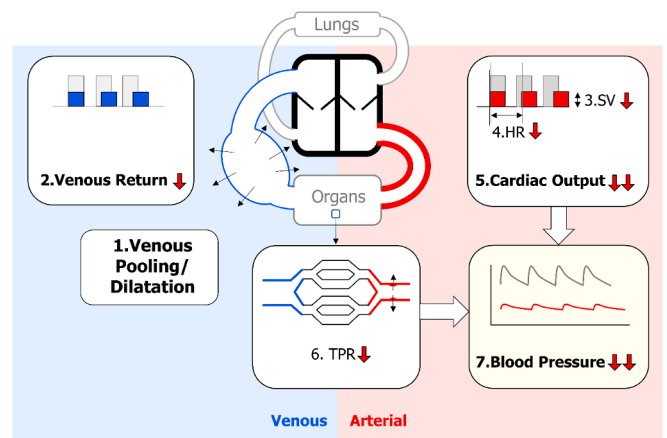 Lungs
2.Venous Return
3.SV
4.HR
5.Cardiac Output
Organs
1.Venous
Pooling/
Dilatation
6. TPR
7.Blood Pressure
Venous
Arterial